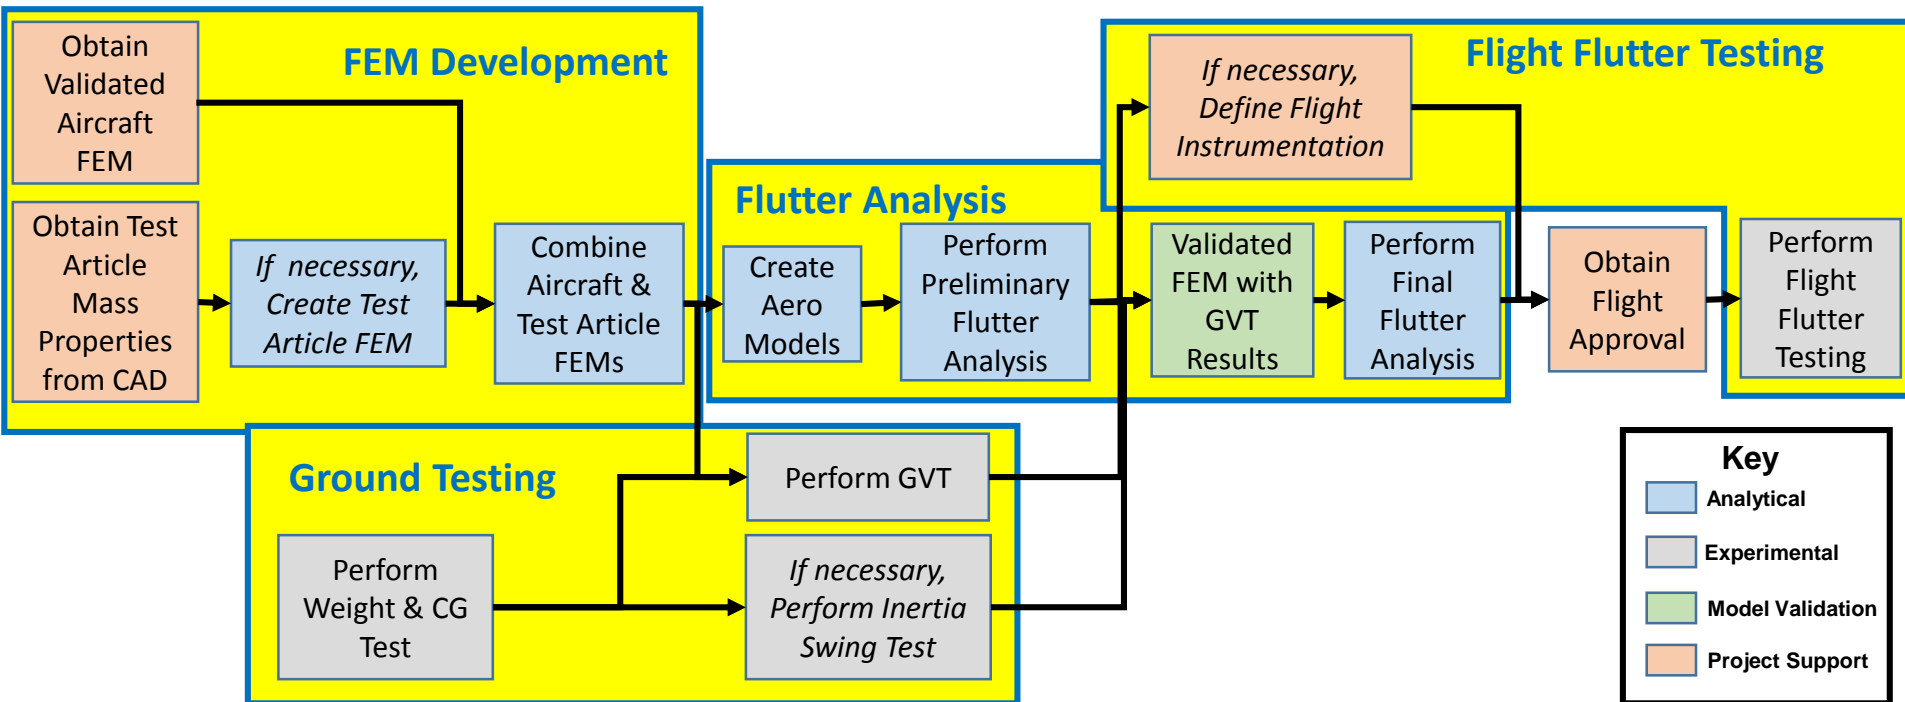 FEM Development
Obtain
Validated
Aircraft
FEM
Obtain Test
Article
Mass
Properties
from CAD
If necessary,
Create Test
Article FEM
Combine
Aircraft &
Test Article
FEMs
Flutter Analysis
Create
Aero
Models
Perform
Preliminary
Flutter
Analysis
Validated
FEM with
GVT
Results
Perform
Final
Flutter
Analysis
Flight Flutter Testing
If necessary,
Define Flight
Instrumentation
Obtain
Flight
Approval
Perform
Flight
Flutter
Testing
Ground Testing
Perform GVT
Perform
Weight & CG
Test
If necessary,
Perform Inertia
Swing Test
Key
Analytical
Experimental
Model Validation
Project Support